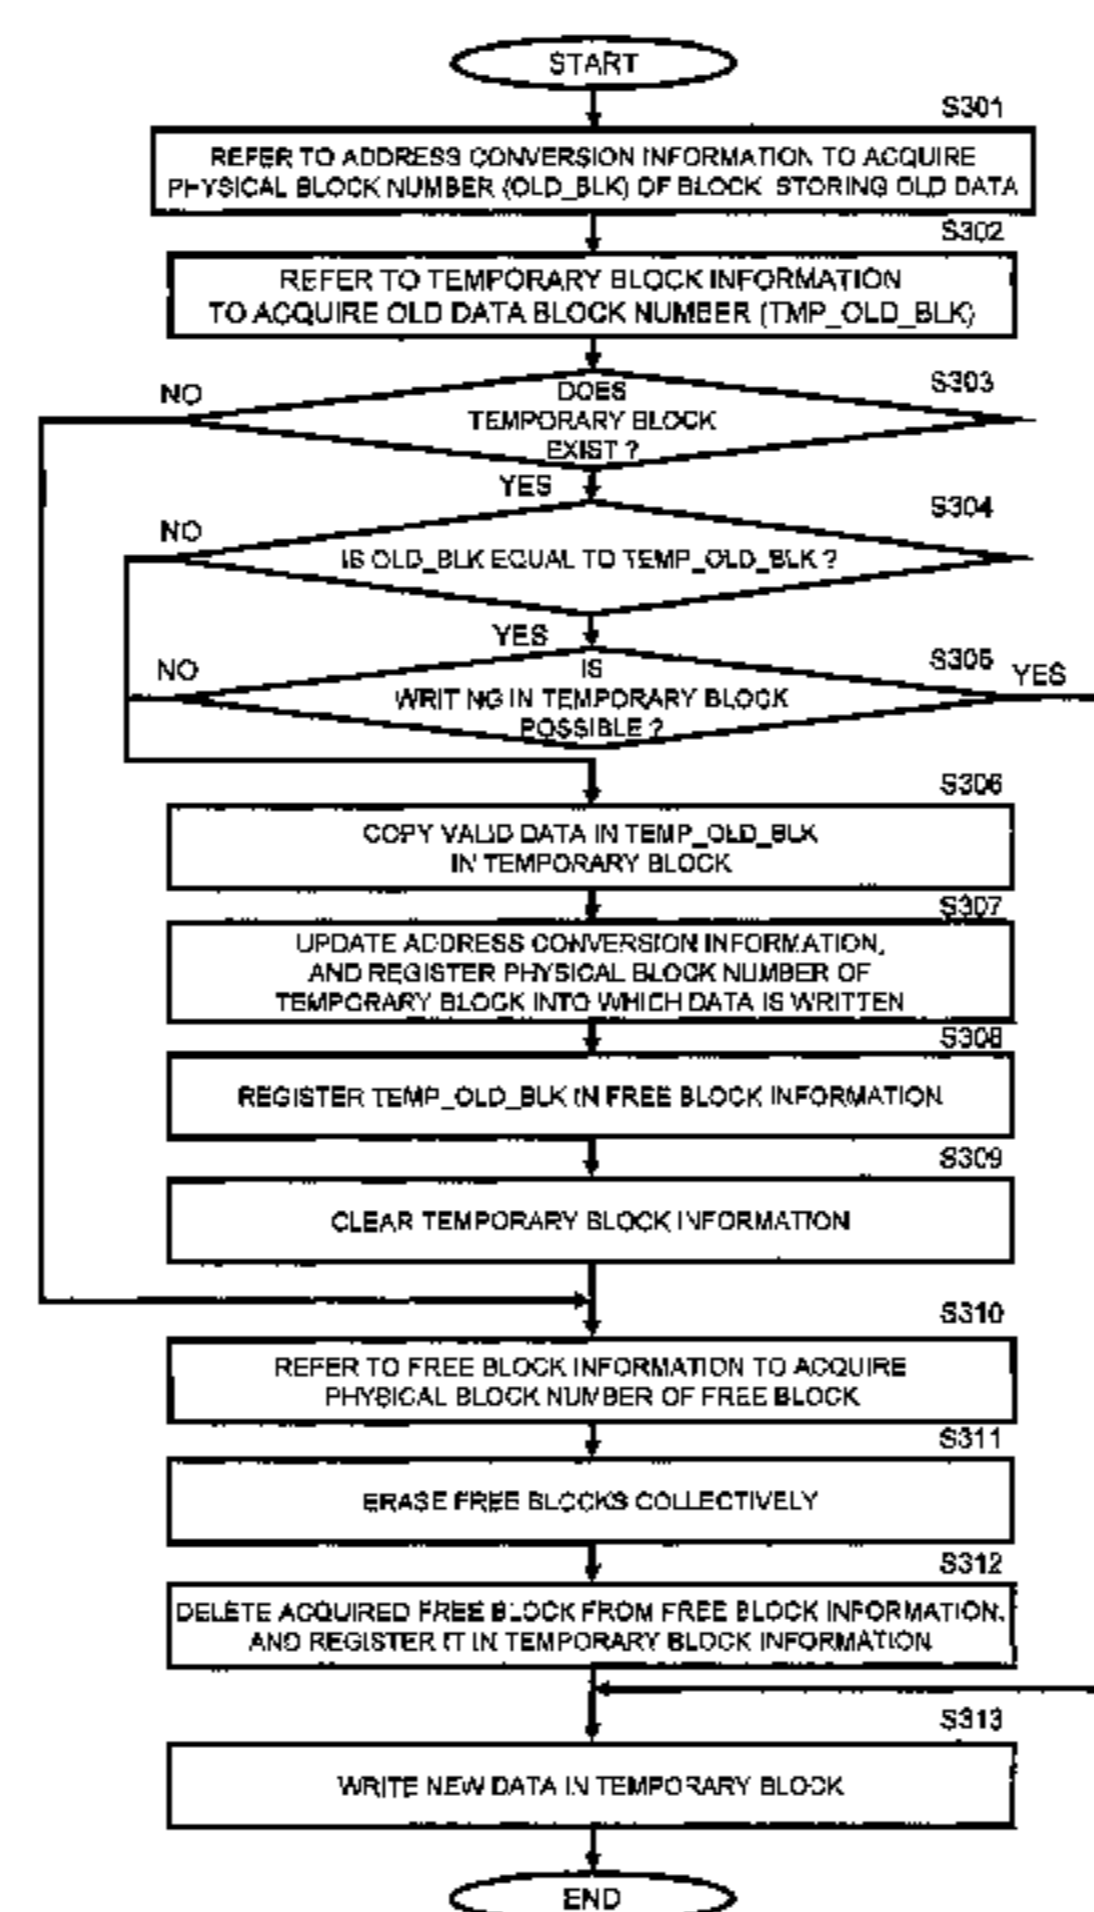 START
S301
REFER TO ADDRESS CONVERSION INFORMATION TO ACQUIRE
PHYSICAL BLOCK NUMBER (OLD_BLK) OF BLOCK STORING OLD DATA
S302
REFER TO TEMPORARY BLOCK INFORMATION
TO ACQUIRE OLD DATA BLOCK NUMBER (TMP_OLD_BLK)
S303
NO
DOES
TEMPORARY BLOCK
EXIST ?
YES
S304
NO
IS OLD_BLK EQUAL TO TEMP_OLD_BLK ?
YES
S305
NO
IS
WRITING IN TEMPORARY BLOCK
POSSIBLE ?
YES
S306
COPY VALID DATA IN TEMP_OLD_BLK
IN TEMPORARY BLOCK
S307
UPDATE ADDRESS CONVERSION INFORMATION,
AND REGISTER PHYSICAL BLOCK NUMBER OF
TEMPORARY BLOCK INTO WHICH DATA IS WRITTEN
S308
REGISTER TEMP_OLD_BLK IN FREE BLOCK INFORMATION
S309
CLEAR TEMPORARY BLOCK INFORMATION
S310
REFER TO FREE BLOCK INFORMATION TO ACQUIRE
PHYSICAL BLOCK NUMBER OF FREE BLOCK
S311
ERASE FREE BLOCKS COLLECTIVELY
S312
DELETE ACQUIRED FREE BLOCK FROM FREE BLOCK INFORMATION,
AND REGISTER IT IN TEMPORARY BLOCK INFORMATION
S313
WRITE NEW DATA IN TEMPORARY BLOCK
END